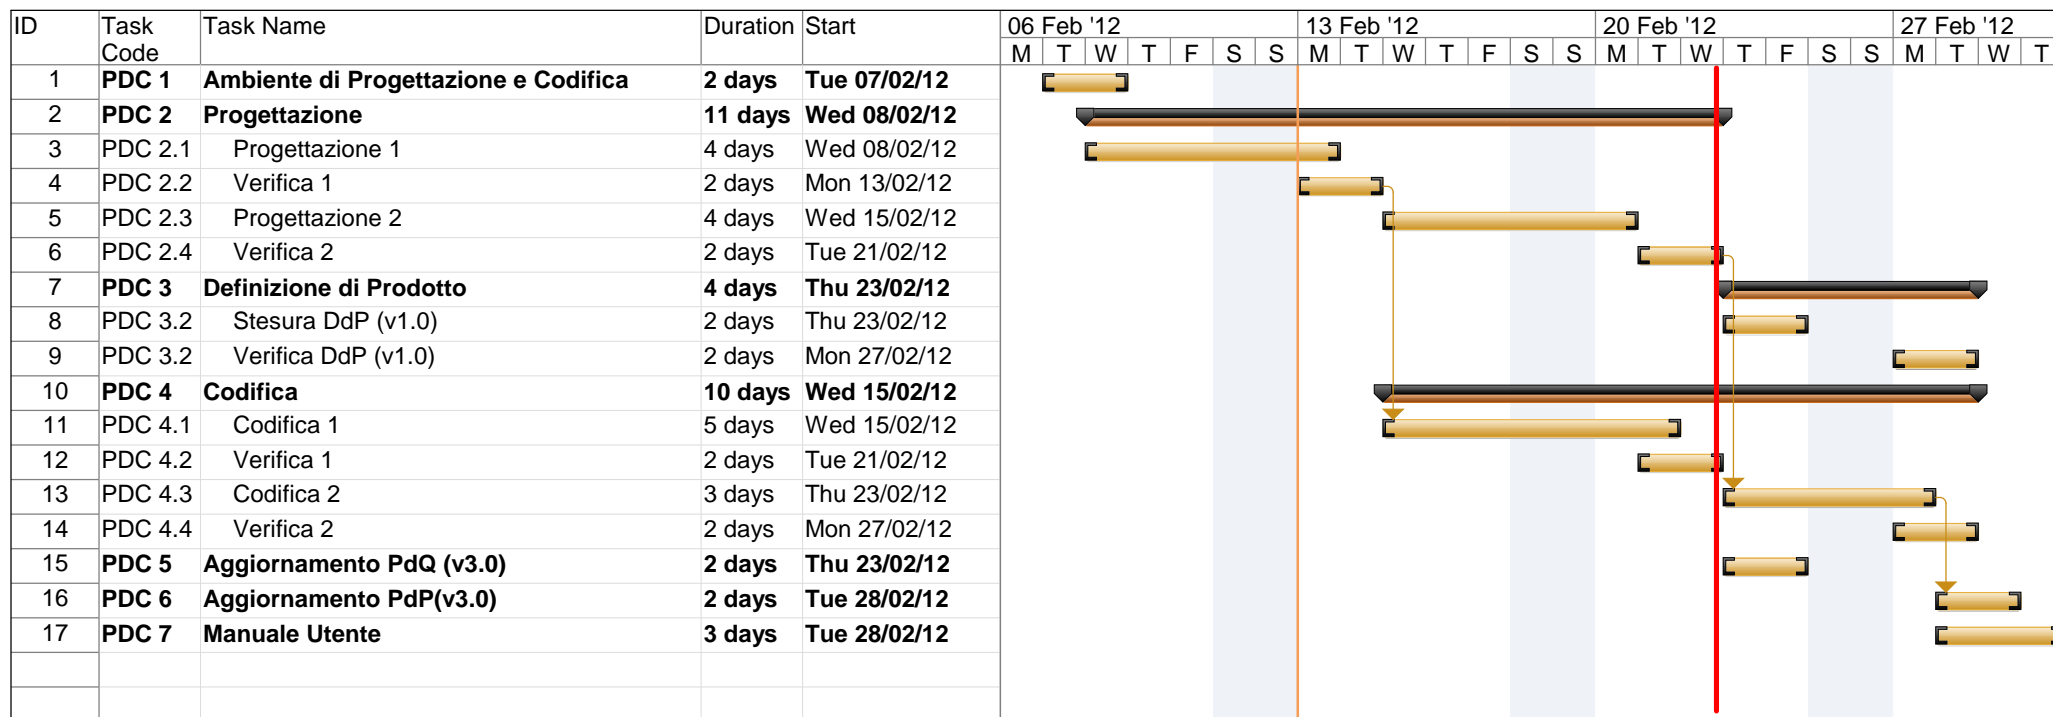 ID Task Code Task Name Duration Start 06 Feb '12 13 Feb '12 20 Feb '12 27 Feb '12
M T W T F S S M T W T F S S M T W T F S S M T W T
1 PDC 1 Ambiente di Progettazione e Codifica 2 days Tue 07/02/12
2 PDC 2 Progettazione 11 days Wed 08/02/12
3 PDC 2.1 Progettazione 1 4 days Wed 08/02/12
4 PDC 2.2 Verifica 1 2 days Mon 13/02/12
5 PDC 2.3 Progettazione 2 4 days Wed 15/02/12
6 PDC 2.4 Verifica 2 2 days Tue 21/02/12
7 PDC 3 Definizione di Prodotto 4 days Thu 23/02/12
8 PDC 3.2 Stesura DdP (v1.0) 2 days Thu 23/02/12
9 PDC 3.2 Verifica DdP (v1.0) 2 days Mon 27/02/12
10 PDC 4 Codifica 10 days Wed 15/02/12
11 PDC 4.1 Codifica 1 5 days Wed 15/02/12
12 PDC 4.2 Verifica 1 2 days Tue 21/02/12
13 PDC 4.3 Codifica 2 3 days Thu 23/02/12
14 PDC 4.4 Verifica 2 2 days Mon 27/02/12
15 PDC 5 Aggiornamento PdQ (v3.0) 2 days Thu 23/02/12
16 PDC 6 Aggiornamento PdP(v3.0) 2 days Tue 28/02/12
17 PDC 7 Manuale Utente 3 days Tue 28/02/12